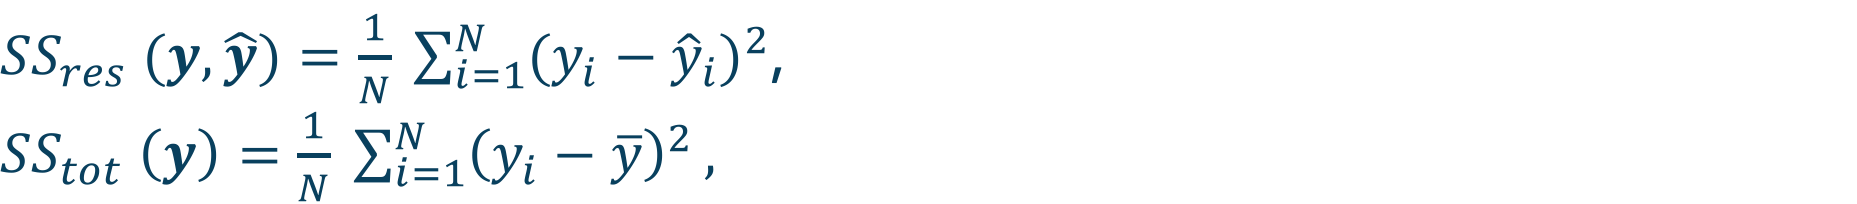 SS_res (y, ŷ) = 1/N ∑_{i=1}^{N} (y_i − ŷ_i)²,
SS_tot (y) = 1/N ∑_{i=1}^{N} (y_i − ȳ)² ,